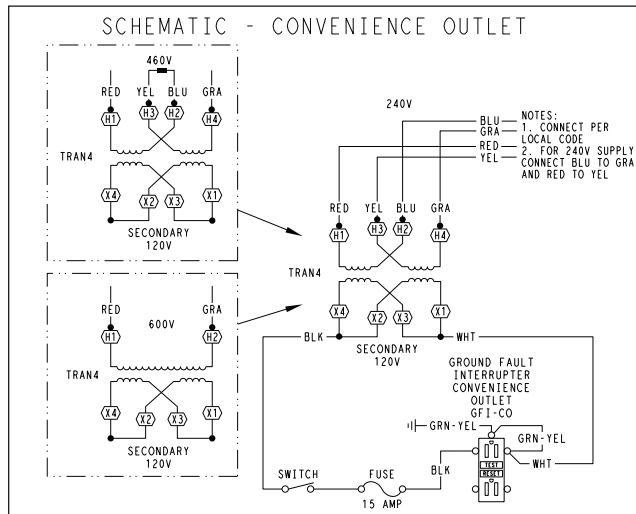 SCHEMATIC - CONVENIENCE OUTLET
460V
RED YEL BLU GRA
H1 H3 H2 H4
TRAN4
X4 X2 X3 X1
SECONDARY
120V
RED GRA
600V
H1 H2
TRAN4
X4 X2 X3 X1
SECONDARY
120V
240V
BLU
GRA
RED
YEL
NOTES:
1. CONNECT PER
LOCAL CODE
2. FOR 240V SUPPLY
CONNECT BLU TO GRA
AND RED TO YEL
RED YEL BLU GRA
H1 H3 H2 H4
TRAN4
X4 X2 X3 X1
BLK WHT
SECONDARY
120V
GROUND FAULT
INTERRUPTER
CONVENIENCE
OUTLET
GFI-CO
GRN-YEL
GRN-YEL
WHT
TEST
RESET
BLK
SWITCH FUSE
15 AMP